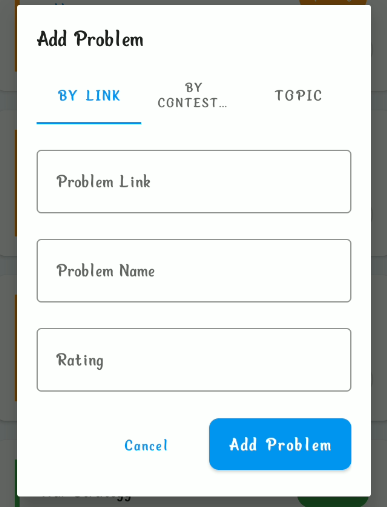 Add Problem
BY LINK
BY
CONTEST...
TOPIC
Problem Link
Problem Name
Rating
Cancel
Add Problem